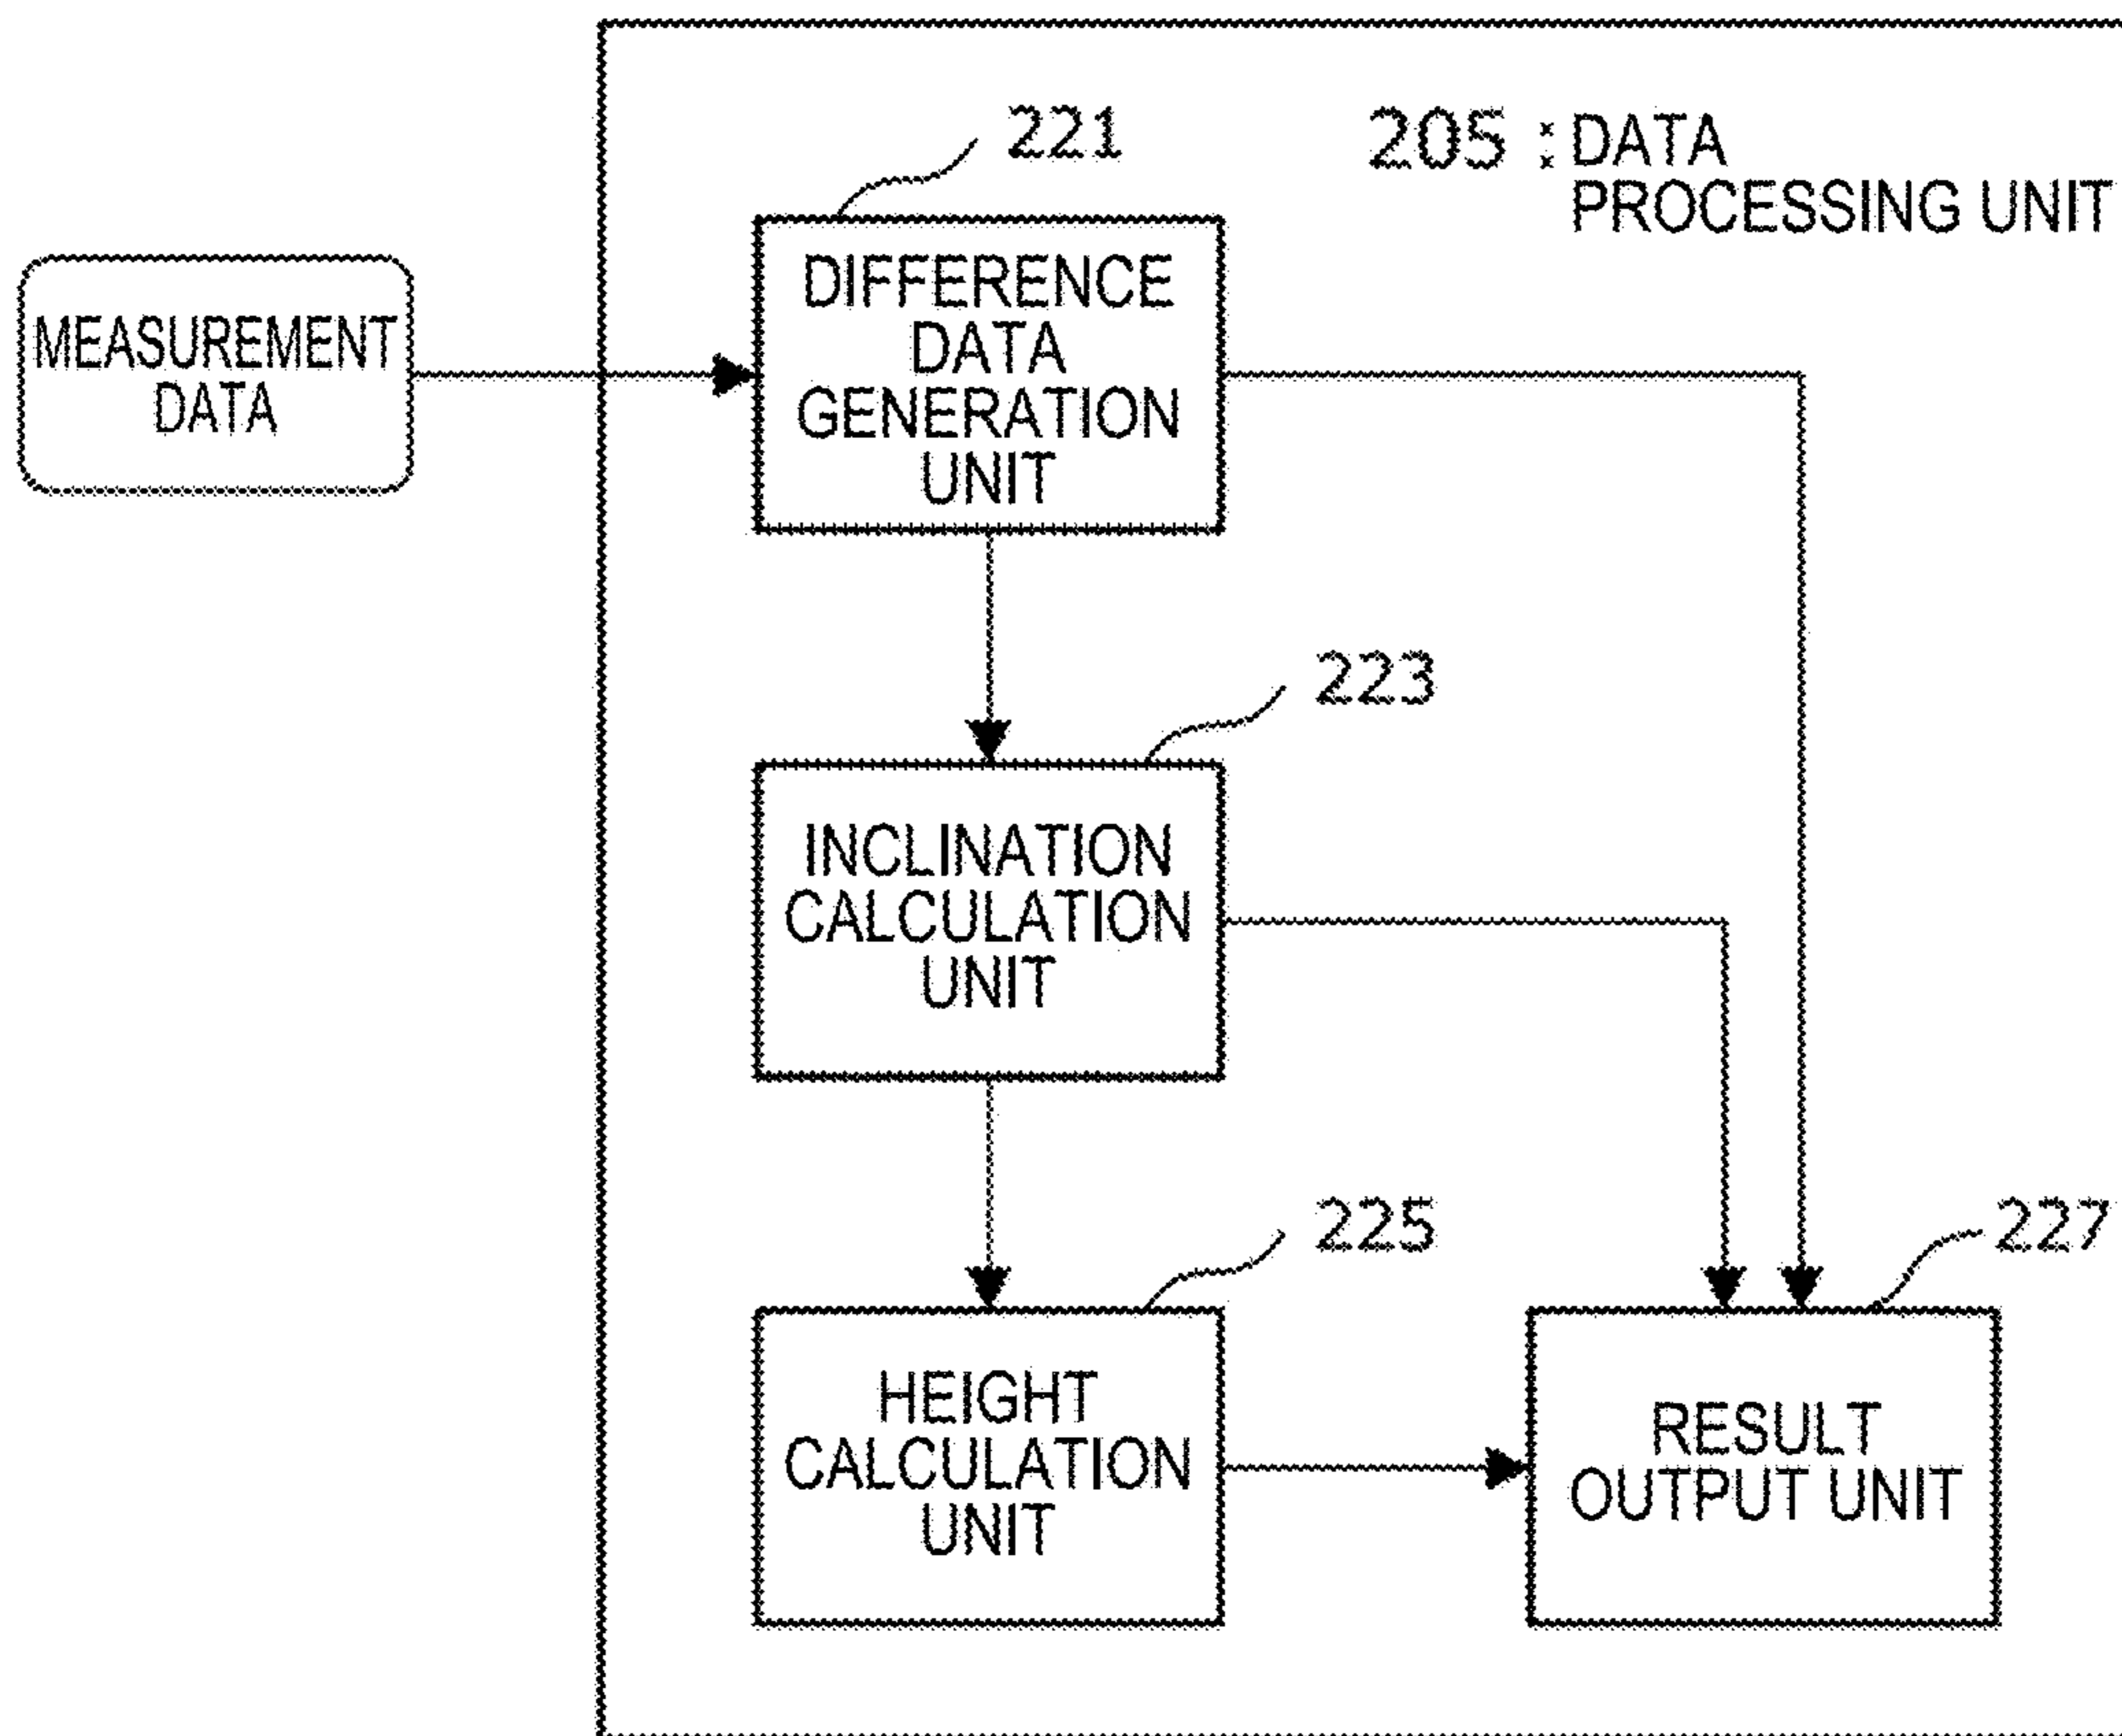 221
205 : DATA
PROCESSING UNIT
MEASUREMENT
DATA
DIFFERENCE
DATA
GENERATION
UNIT
223
INCLINATION
CALCULATION
UNIT
225
227
HEIGHT
CALCULATION
UNIT
RESULT
OUTPUT UNIT